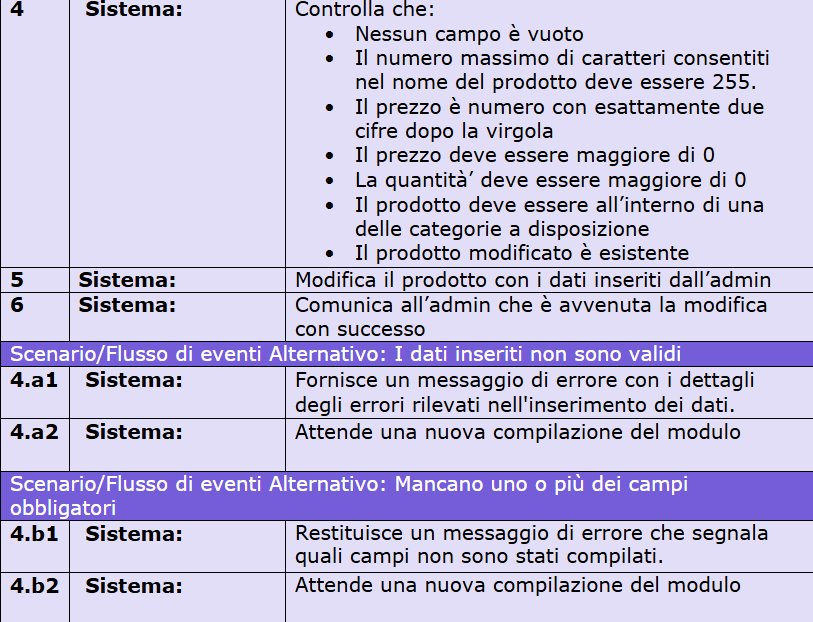 4 Sistema: Controlla che:
• Nessun campo è vuoto
• Il numero massimo di caratteri consentiti
nel nome del prodotto deve essere 255.
• Il prezzo è numero con esattamente due
cifre dopo la virgola
• Il prezzo deve essere maggiore di 0
• La quantità’ deve essere maggiore di 0
• Il prodotto deve essere all’interno di una
delle categorie a disposizione
• Il prodotto modificato è esistente
5 Sistema: Modifica il prodotto con i dati inseriti dall’admin
6 Sistema: Comunica all’admin che è avvenuta la modifica
con successo
Scenario/Flusso di eventi Alternativo: I dati inseriti non sono validi
4.a1 Sistema: Fornisce un messaggio di errore con i dettagli
degli errori rilevati nell'inserimento dei dati.
4.a2 Sistema: Attende una nuova compilazione del modulo
Scenario/Flusso di eventi Alternativo: Mancano uno o più dei campi
obbligatori
4.b1 Sistema: Restituisce un messaggio di errore che segnala
quali campi non sono stati compilati.
4.b2 Sistema: Attende una nuova compilazione del modulo